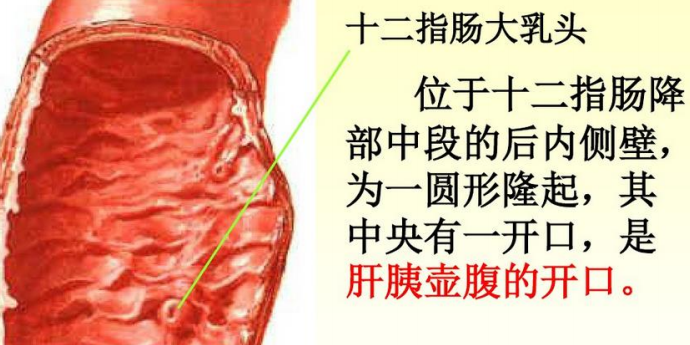 十二指肠大乳头
位于十二指肠降
部中段的后内侧壁，
为一圆形隆起，其
中央有一开口，是
肝胰壶腹的开口。